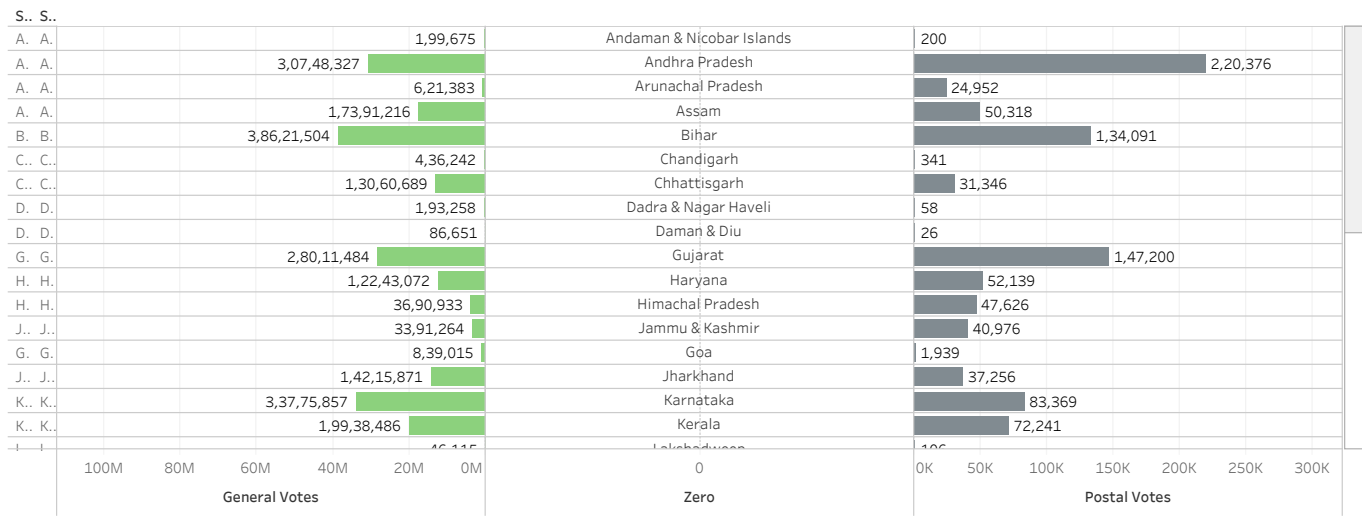 S.. S..
A. A. 1,99,675 Andaman & Nicobar Islands 200
A. A. 3,07,48,327 Andhra Pradesh 2,20,376
A. A. 6,21,383 Arunachal Pradesh 24,952
A. A. 1,73,91,216 Assam 50,318
B. B. 3,86,21,504 Bihar 1,34,091
C.. C.. 4,36,242 Chandigarh 341
C.. C.. 1,30,60,689 Chhattisgarh 31,346
D. D. 1,93,258 Dadra & Nagar Haveli 58
D. D. 86,651 Daman & Diu 26
G. G. 2,80,11,484 Gujarat 1,47,200
H. H. 1,22,43,072 Haryana 52,139
H. H. 36,90,933 Himachal Pradesh 47,626
J.. J.. 33,91,264 Jammu & Kashmir 40,976
G. G. 8,39,015 Goa 1,939
J.. J.. 1,42,15,871 Jharkhand 37,256
K.. K.. 3,37,75,857 Karnataka 83,369
K.. K.. 1,99,38,486 Kerala 72,241
Lakshadweep
100M 80M 60M 40M 20M 0M 0 0K 50K 100K 150K 200K 250K 300K
General Votes Zero Postal Votes